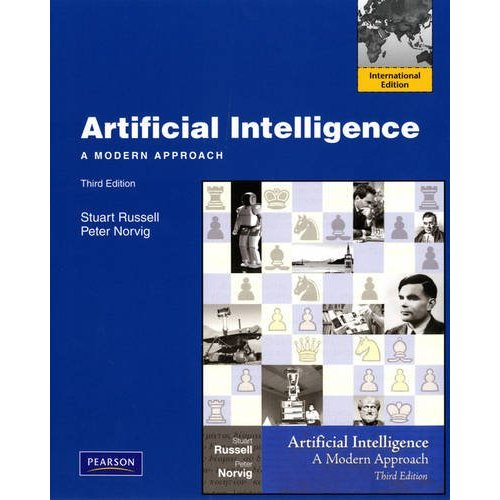 International
Edition
Artificial Intelligence
A MODERN APPROACH
Third Edition
Stuart Russell
Peter Norvig
Stuart
Russell
Peter
Norvig
Artificial Intelligence
A Modern Approach
Third Edition
PEARSON